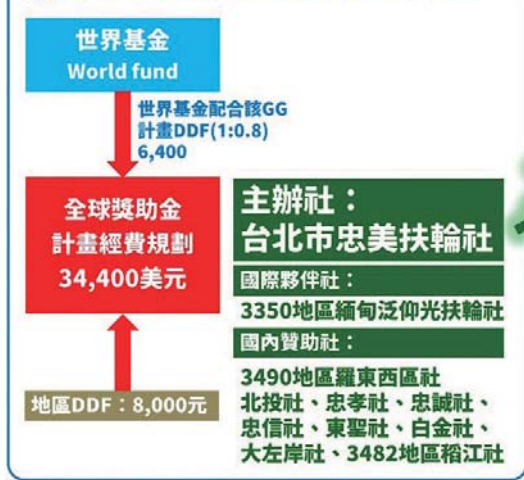 世界基金
World fund
世界基金配合該GG
計畫DDF(1:0.8)
6,400
全球獎助金
計畫經費規劃
34,400美元
地區DDF：8,000元
主辦社：
台北市忠美扶輪社
國際夥伴社：
3350地區緬甸泛仰光扶輪社
國內贊助社：
3490地區羅東西區社
北投社、忠孝社、忠誠社、
忠信社、東聖社、白金社、
大左岸社、3482地區稻江社